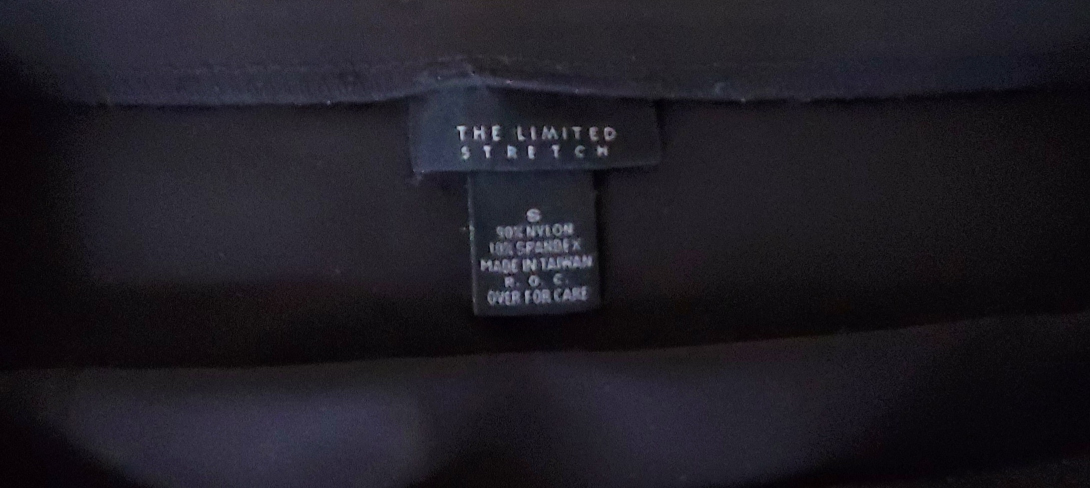 THE LIMITED
STRETCH
S
90% NYLON
10% SPANDEX
MADE IN TAIWAN
R. O. C.
OVER FOR CARE